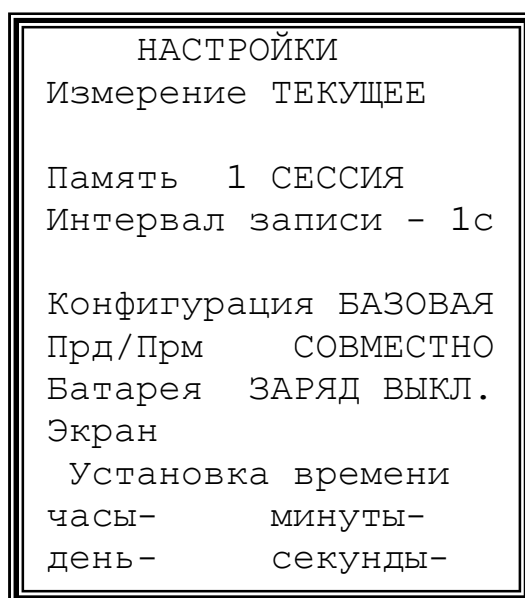 НАСТРОЙКИ
Измерение ТЕКУЩЕЕ
Память 1 СЕССИЯ
Интервал записи - 1с
Конфигурация БАЗОВАЯ
Прд/Прм СОВМЕСТНО
Батарея ЗАРЯД ВЫКЛ.
Экран
Установка времени
часы- минуты-
день- секунды-